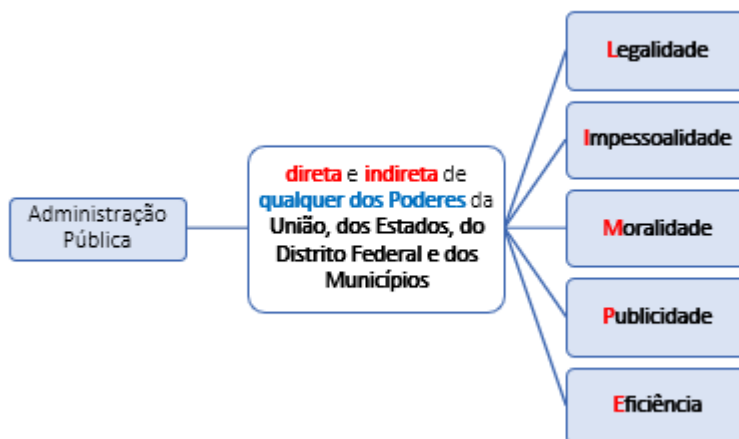 Administração
Pública
direta e indireta de
qualquer dos Poderes da
União, dos Estados, do
Distrito Federal e dos
Municípios
Legalidade
Impessoalidade
Moralidade
Publicidade
Eficiência